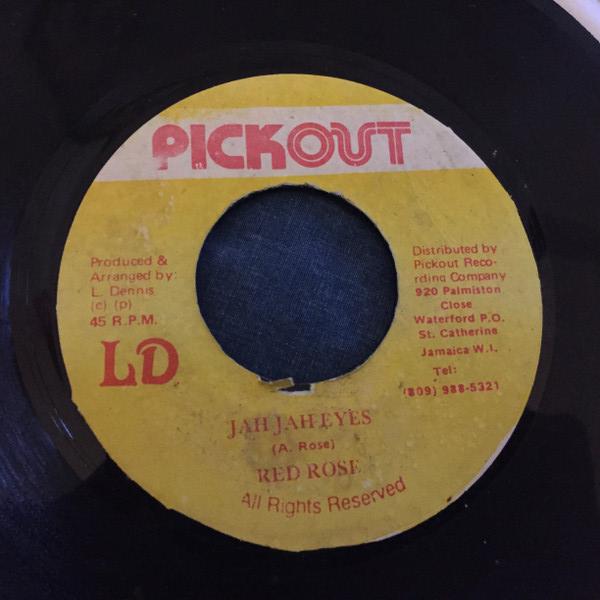 PICKOUT
Produced &
Arranged by:
L. Dennis
(c) (p)
45 R.P.M.
LD
Distributed by
Pickout Reco-
rding Company
920 Palmiston
Close
Waterford P.O.
St. Catherine
Jamaica W.I.
Tel:
(809) 988-5321
JAH JAH EYES
(A. Rose)
RED ROSE
All Rights Reserved